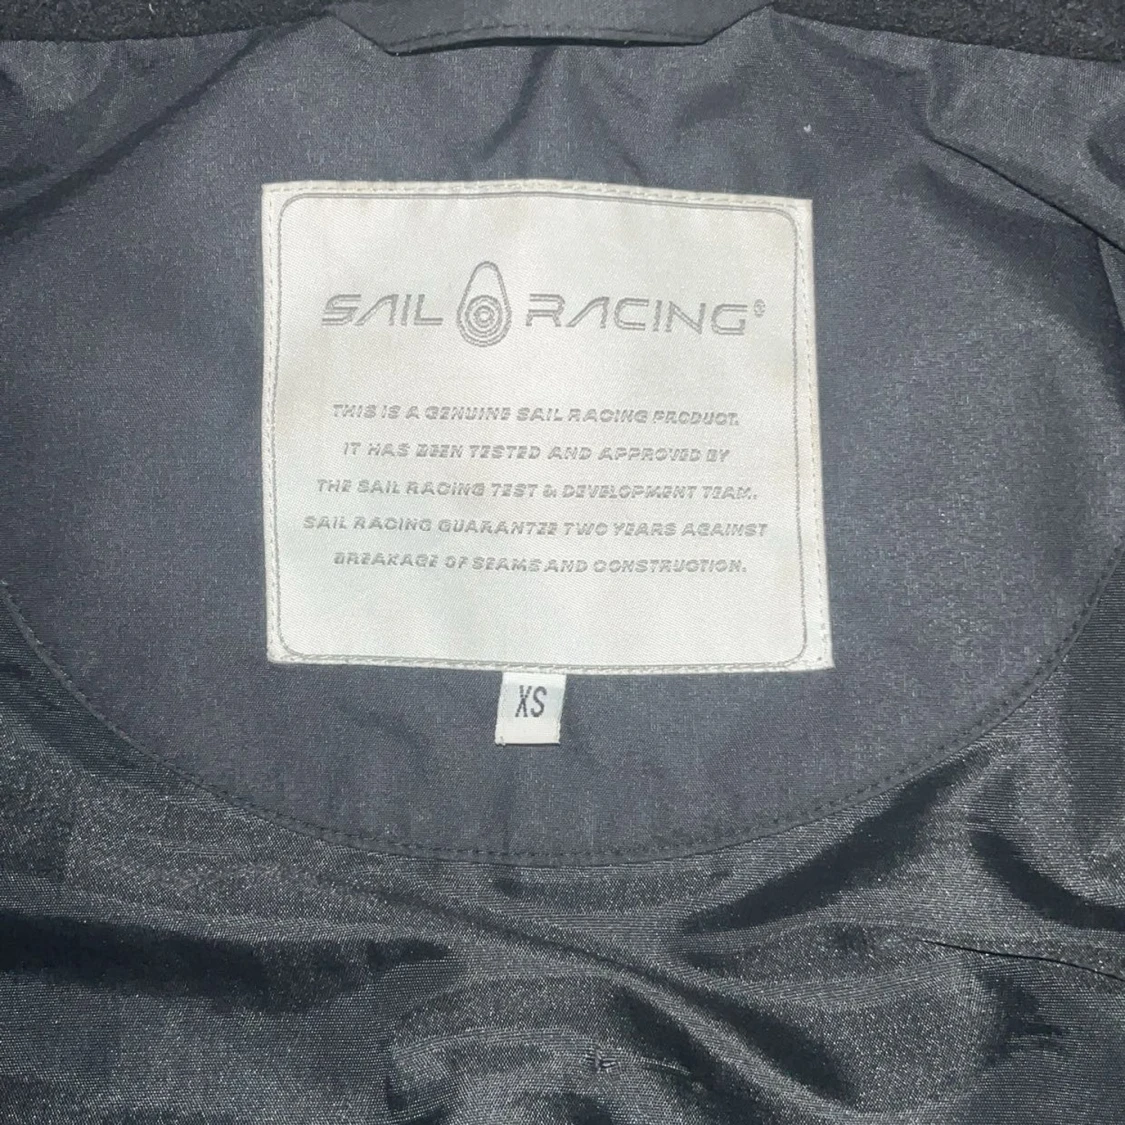 SAIL RACING®
THIS IS A GENUINE SAIL RACING PRODUCT.
IT HAS BEEN TESTED AND APPROVED BY
THE SAIL RACING TEST & DEVELOPMENT TEAM.
SAIL RACING GUARANTEE TWO YEARS AGAINST
BREAKAGE OF SEAMS AND CONSTRUCTION.
XS